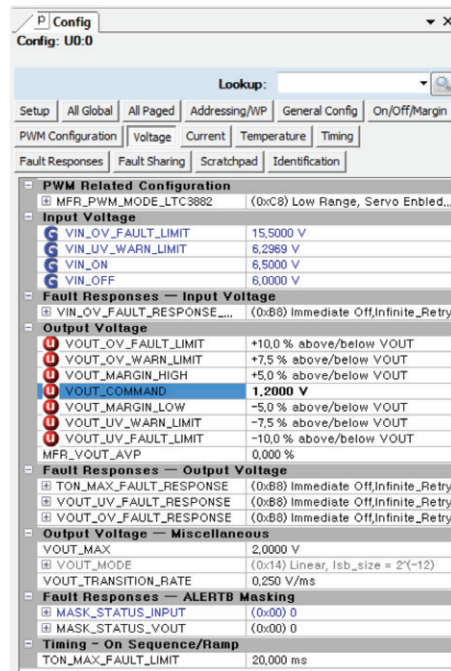 p Config
Config: U0:0
Lookup:
Setup All Global All Paged Addressing/WP General Config On/Off/Margin
PWM Configuration Voltage Current Temperature Timing
Fault Responses Fault Sharing Scratchpad Identification
PWM Related Configuration
MFR_PWM_MODE_LTC3882 (0xC8) Low Range, Servo Enbled,..
Input Voltage
G VIN_OV_FAULT_LIMIT 15,5000 V
G VIN_UV_WARN_LIMIT 6,2969 V
G VIN_ON 6,5000 V
G VIN_OFF 6,0000 V
Fault Responses — Input Voltage
VIN_OV_FAULT_RESPONSE_... (0xB8) Immediate Off,Infinite_Retry
Output Voltage
U VOUT_OV_FAULT_LIMIT +10,0 % above/below VOUT
U VOUT_OV_WARN_LIMIT +7,5 % above/below VOUT
U VOUT_MARGIN_HIGH +5,0 % above/below VOUT
U VOUT_COMMAND 1,2000 V
U VOUT_MARGIN_LOW -5,0 % above/below VOUT
U VOUT_UV_WARN_LIMIT -7,5 % above/below VOUT
U VOUT_UV_FAULT_LIMIT -10,0 % above/below VOUT
MFR_VOUT_AVP 0,000 %
Fault Responses — Output Voltage
TON_MAX_FAULT_RESPONSE (0xB8) Immediate Off,Infinite_Retry
VOUT_UV_FAULT_RESPONSE (0xB8) Immediate Off,Infinite_Retry
VOUT_OV_FAULT_RESPONSE (0xB8) Immediate Off,Infinite_Retry
Output Voltage — Miscellaneous
VOUT_MAX 2,0000 V
VOUT_MODE (0x14) Linear, lsb_size = 2^(-12)
VOUT_TRANSITION_RATE 0,250 V/ms
Fault Responses — ALERTB Masking
MASK_STATUS_INPUT (0x00) 0
MASK_STATUS_VOUT (0x00) 0
Timing - On Sequence/Ramp
TON_MAX_FAULT_LIMIT 20,000 ms